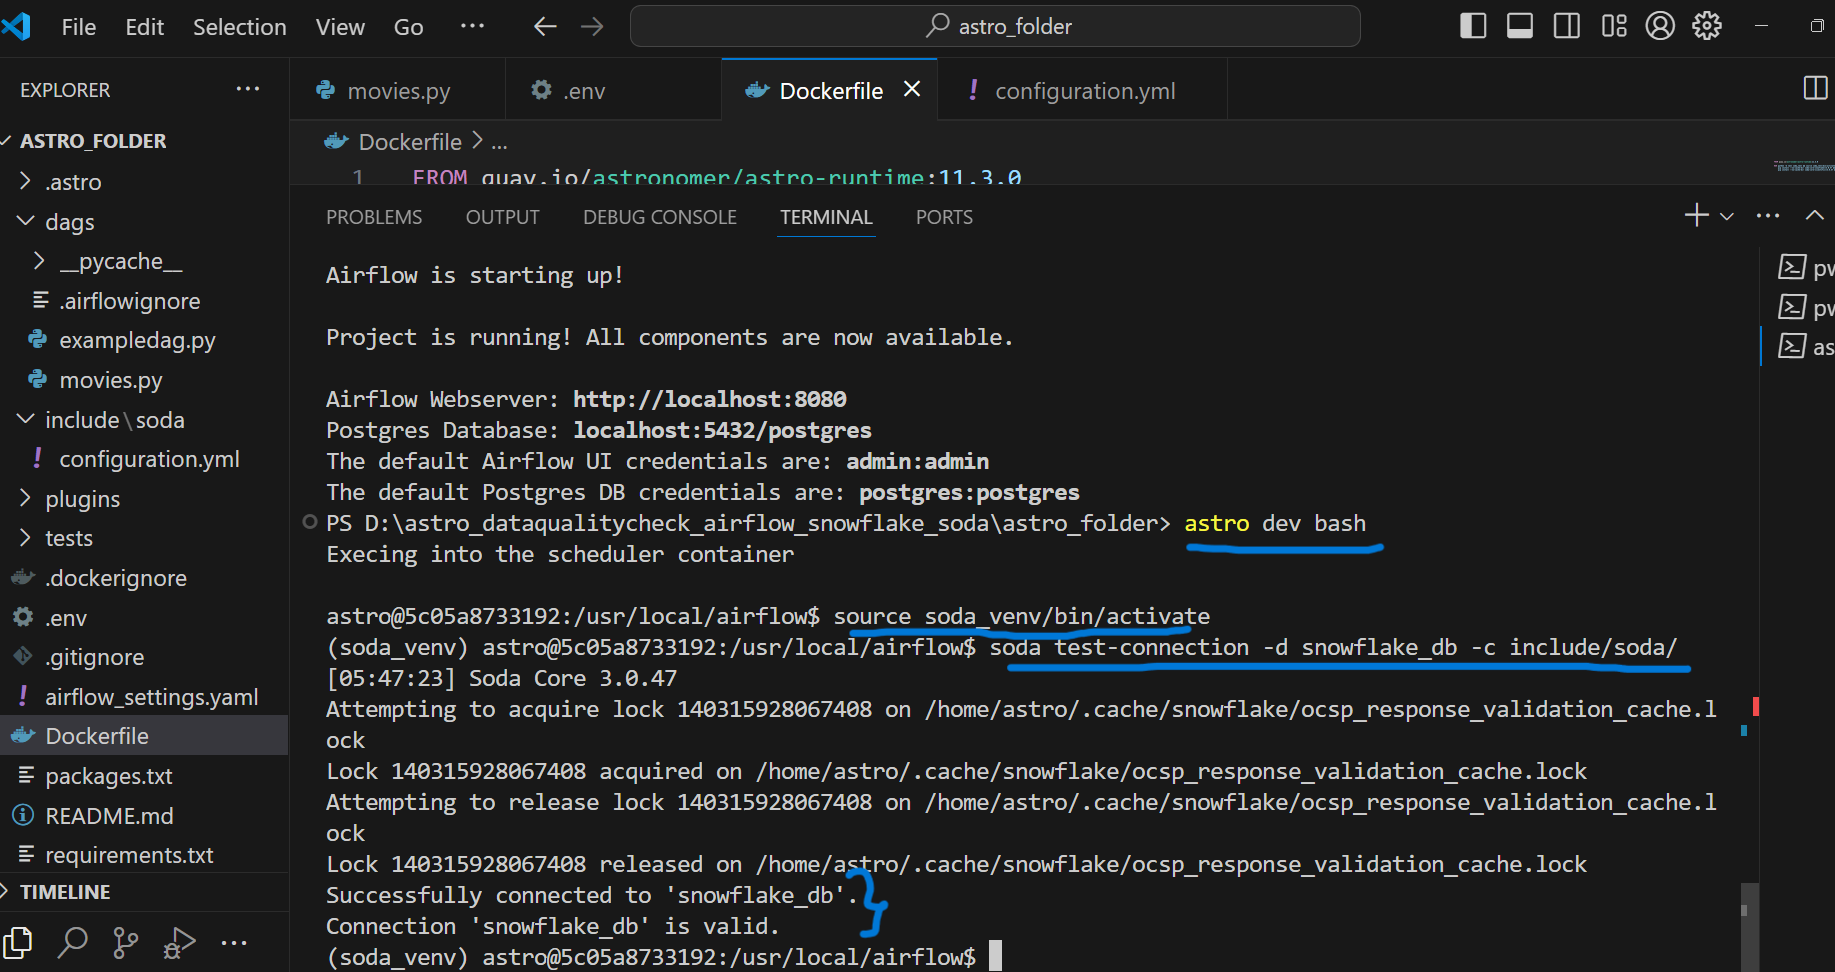 File Edit Selection View Go ... astro_folder
EXPLORER ...
movies.py .env Dockerfile configuration.yml
ASTRO_FOLDER
Dockerfile > ...
.astro
1 FROM quay.io/astronomer/astro-runtime:11.3.0
dags
PROBLEMS OUTPUT DEBUG CONSOLE TERMINAL PORTS
__pycache__
.airflowignore
exampledag.py
movies.py
include\soda
configuration.yml
plugins
tests
.dockerignore
.env
.gitignore
airflow_settings.yaml
Dockerfile
packages.txt
README.md
requirements.txt
TIMELINE
Airflow is starting up!
Project is running! All components are now available.
Airflow Webserver: http://localhost:8080
Postgres Database: localhost:5432/postgres
The default Airflow UI credentials are: admin:admin
The default Postgres DB credentials are: postgres:postgres
PS D:\astro_dataqualitycheck_airflow_snowflake_soda\astro_folder> astro dev bash
Execing into the scheduler container
astro@5c05a8733192:/usr/local/airflow$ source soda_venv/bin/activate
(soda_venv) astro@5c05a8733192:/usr/local/airflow$ soda test-connection -d snowflake_db -c include/soda/
[05:47:23] Soda Core 3.0.47
Attempting to acquire lock 140315928067408 on /home/astro/.cache/snowflake/ocsp_response_validation_cache.l
ock
Lock 140315928067408 acquired on /home/astro/.cache/snowflake/ocsp_response_validation_cache.lock
Attempting to release lock 140315928067408 on /home/astro/.cache/snowflake/ocsp_response_validation_cache.l
ock
Lock 140315928067408 released on /home/astro/.cache/snowflake/ocsp_response_validation_cache.lock
Successfully connected to 'snowflake_db'.
Connection 'snowflake_db' is valid.
(soda_venv) astro@5c05a8733192:/usr/local/airflow$